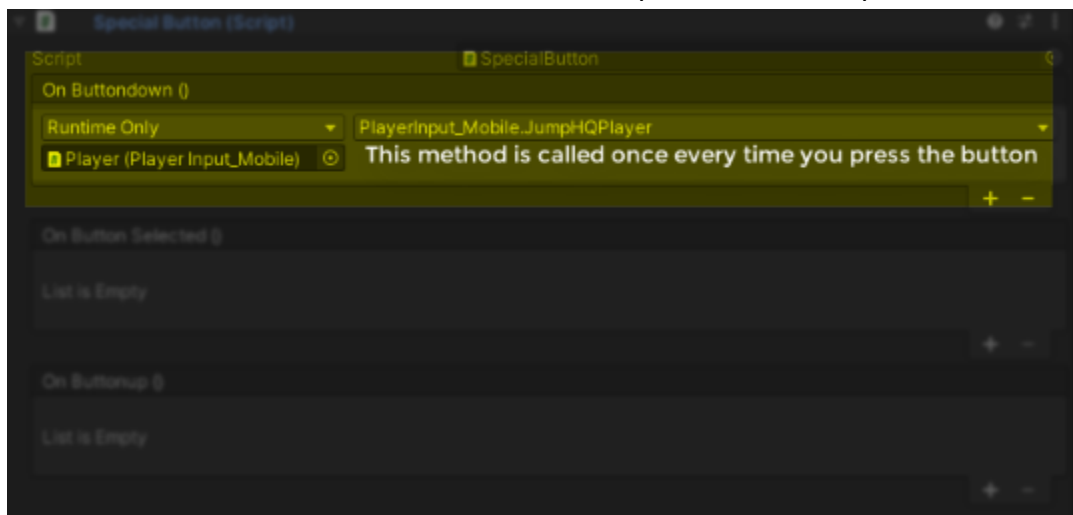 Special Button (Script)
Script SpecialButton
On Buttondown ()
Runtime Only PlayerInput_Mobile.JumpHQPlayer
Player (Player Input_Mobile) This method is called once every time you press the button
+ -
On Button Selected ()
List is Empty
+ -
On Buttonup ()
List is Empty
+ -